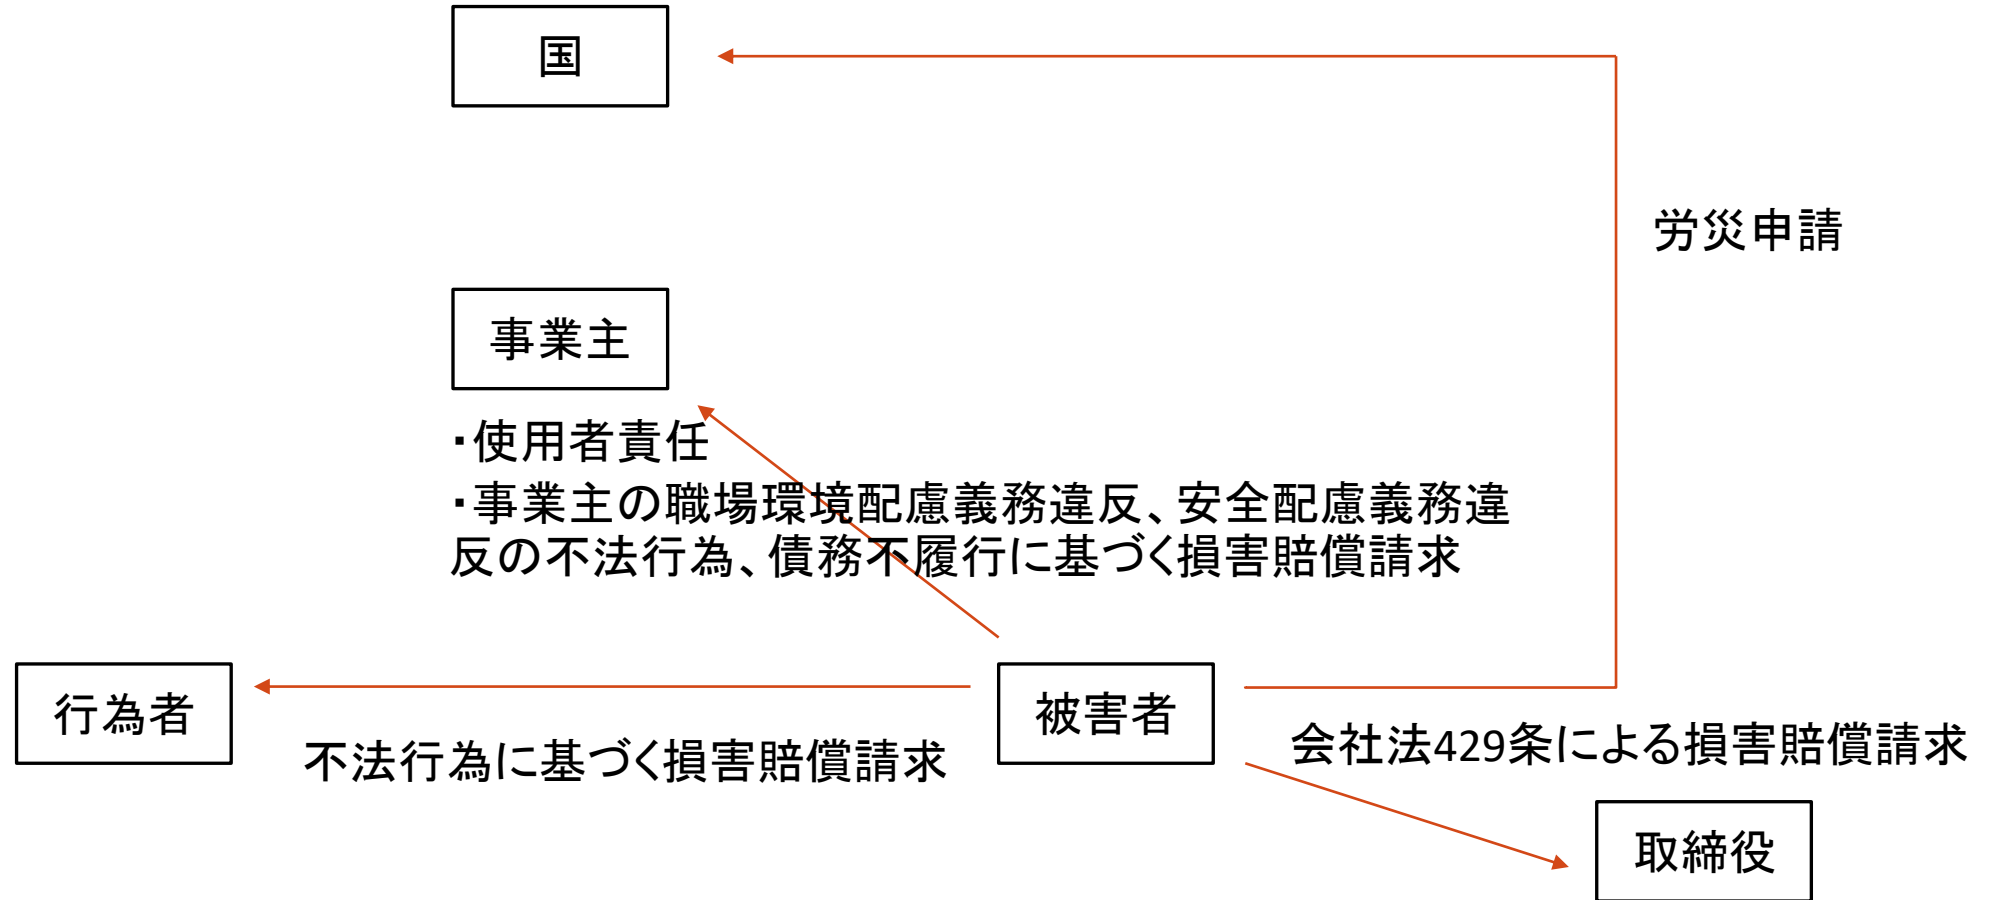 国
労災申請
事業主
・使用者責任
・事業主の職場環境配慮義務違反、安全配慮義務違
反の不法行為、債務不履行に基づく損害賠償請求
行為者
被害者
不法行為に基づく損害賠償請求
会社法429条による損害賠償請求
取締役